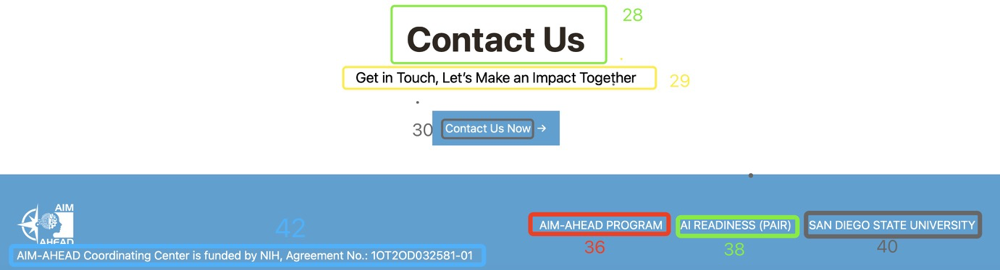 Contact Us
28
Get in Touch, Let’s Make an Impact Together
29
30
Contact Us Now →
AIM
AHEAD
42
AIM-AHEAD PROGRAM
AI READINESS (PAIR)
SAN DIEGO STATE UNIVERSITY
36
38
40
AIM-AHEAD Coordinating Center is funded by NIH, Agreement No.: 1OT2OD032581-01